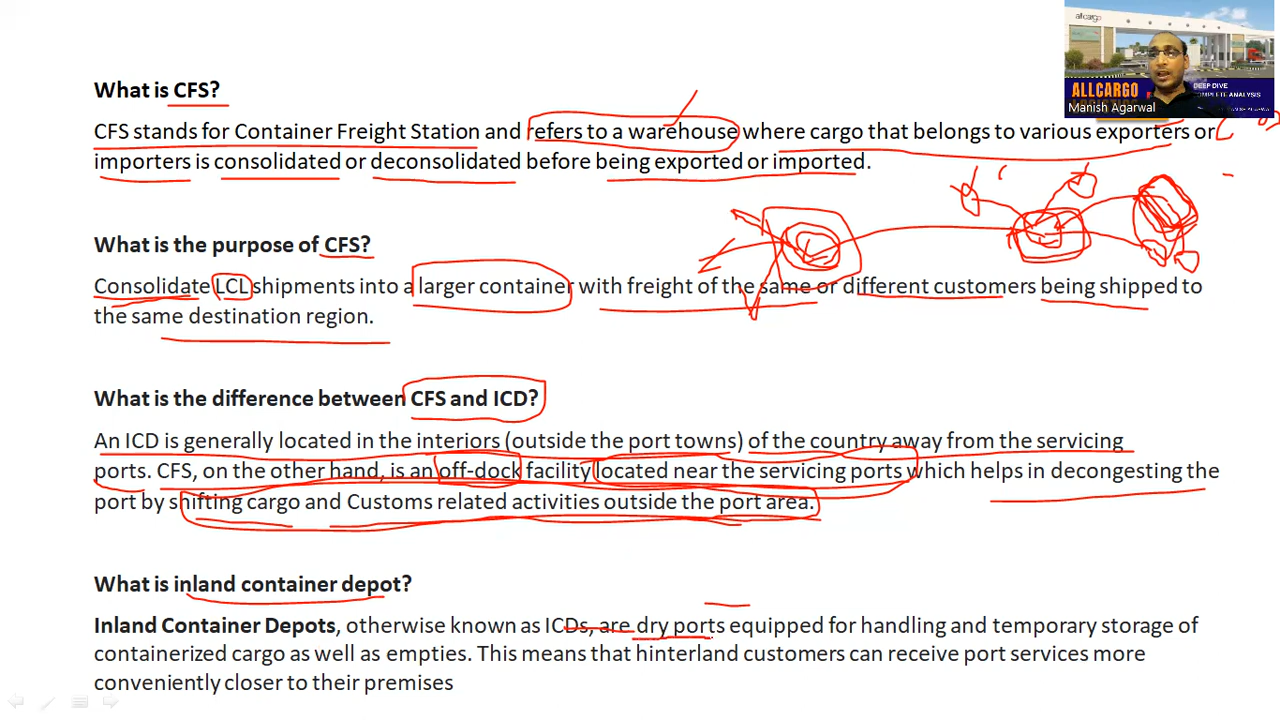 allcargo
ALLCARGO
DEEP DIVE
COMPLETE ANALYSIS
Manish Agarwal
What is CFS?
CFS stands for Container Freight Station and refers to a warehouse where cargo that belongs to various exporters or
importers is consolidated or deconsolidated before being exported or imported.
What is the purpose of CFS?
Consolidate LCL shipments into a larger container with freight of the same or different customers being shipped to
the same destination region.
What is the difference between CFS and ICD?
An ICD is generally located in the interiors (outside the port towns) of the country away from the servicing
ports. CFS, on the other hand, is an off-dock facility located near the servicing ports which helps in decongesting the
port by shifting cargo and Customs related activities outside the port area.
What is inland container depot?
Inland Container Depots, otherwise known as ICDs, are dry ports equipped for handling and temporary storage of
containerized cargo as well as empties. This means that hinterland customers can receive port services more
conveniently closer to their premises